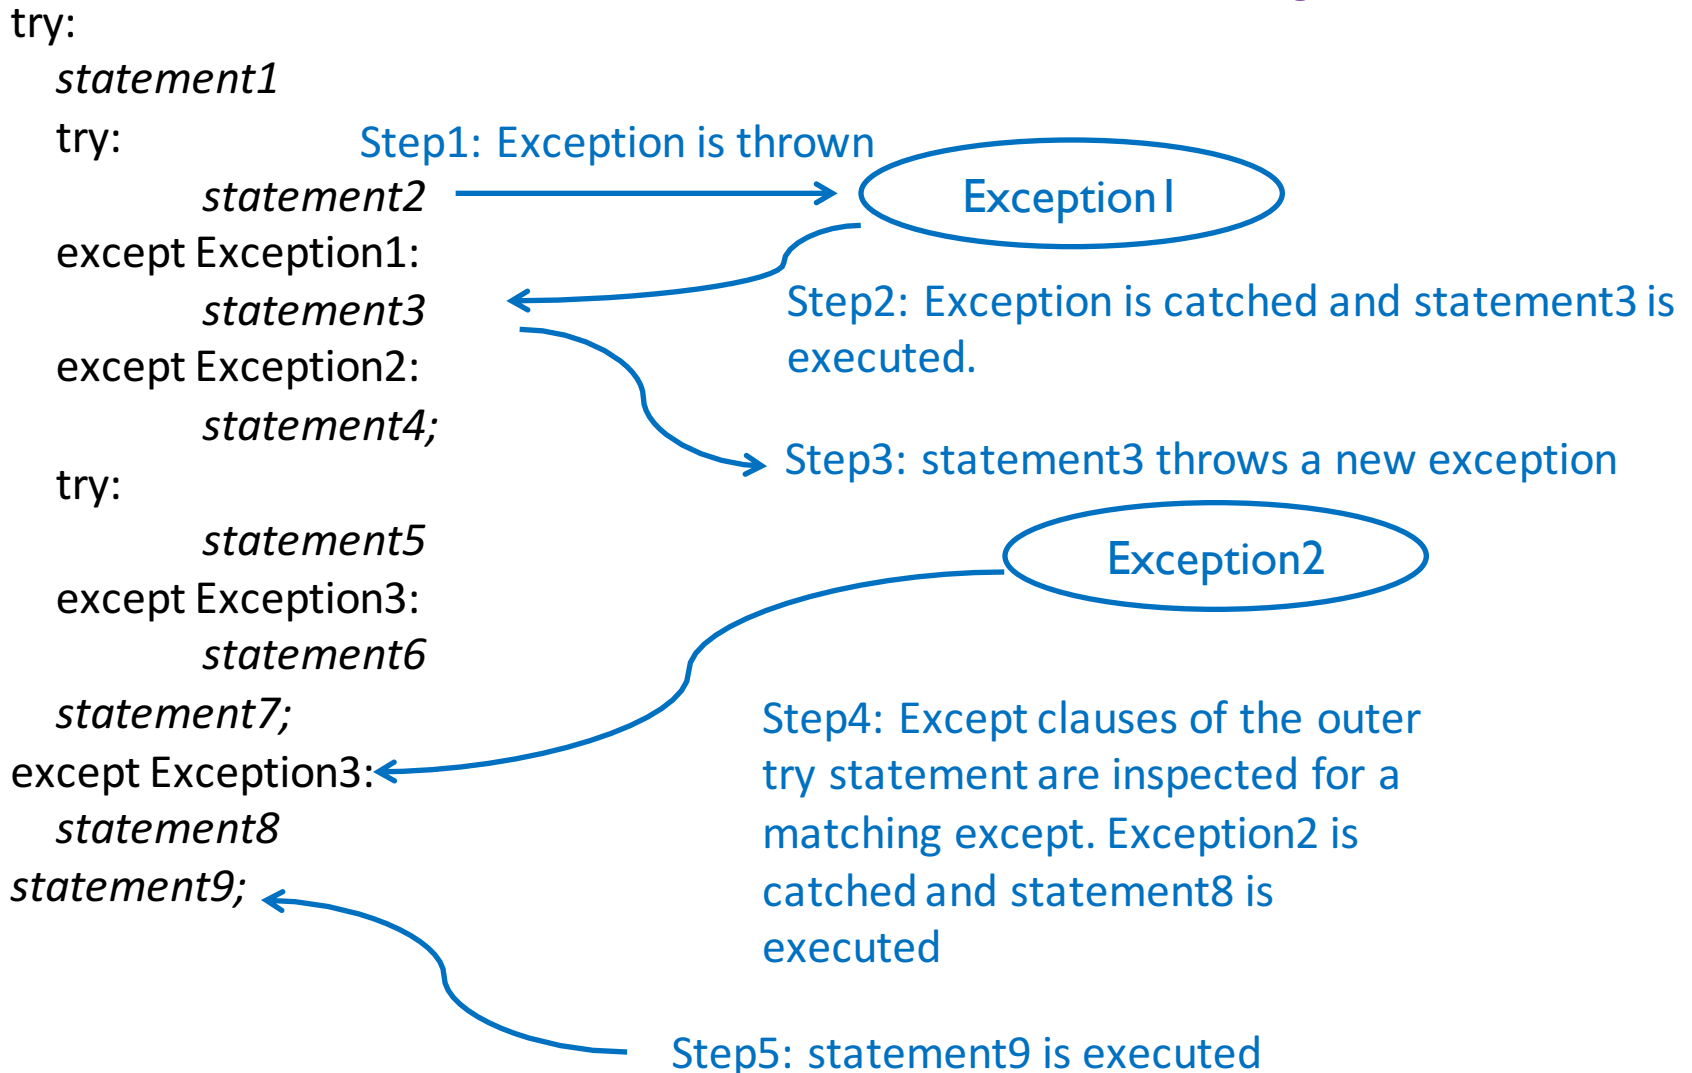 try:
statement1
try:
Step1: Exception is thrown
statement2
Exception1
except Exception1:
statement3
Step2: Exception is catched and statement3 is
executed.
except Exception2:
statement4;
Step3: statement3 throws a new exception
try:
statement5
Exception2
except Exception3:
statement6
statement7;
Step4: Except clauses of the outer
try statement are inspected for a
matching except. Exception2 is
catched and statement8 is
executed
except Exception3:
statement8
statement9;
Step5: statement9 is executed